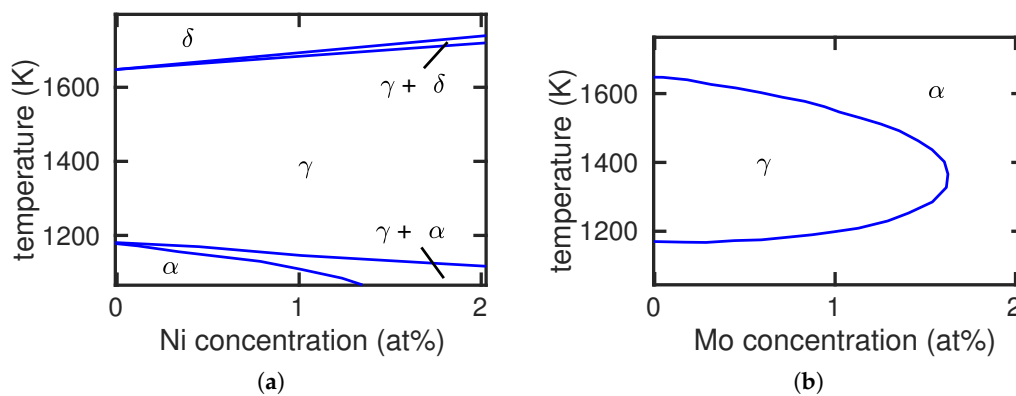 δ
1600
γ + δ
1400
γ
1200
γ + α
α
0
1
2
temperature (K)
Ni concentration (at%)
(a)
1600
α
1400
γ
1200
0
1
2
temperature (K)
Mo concentration (at%)
(b)